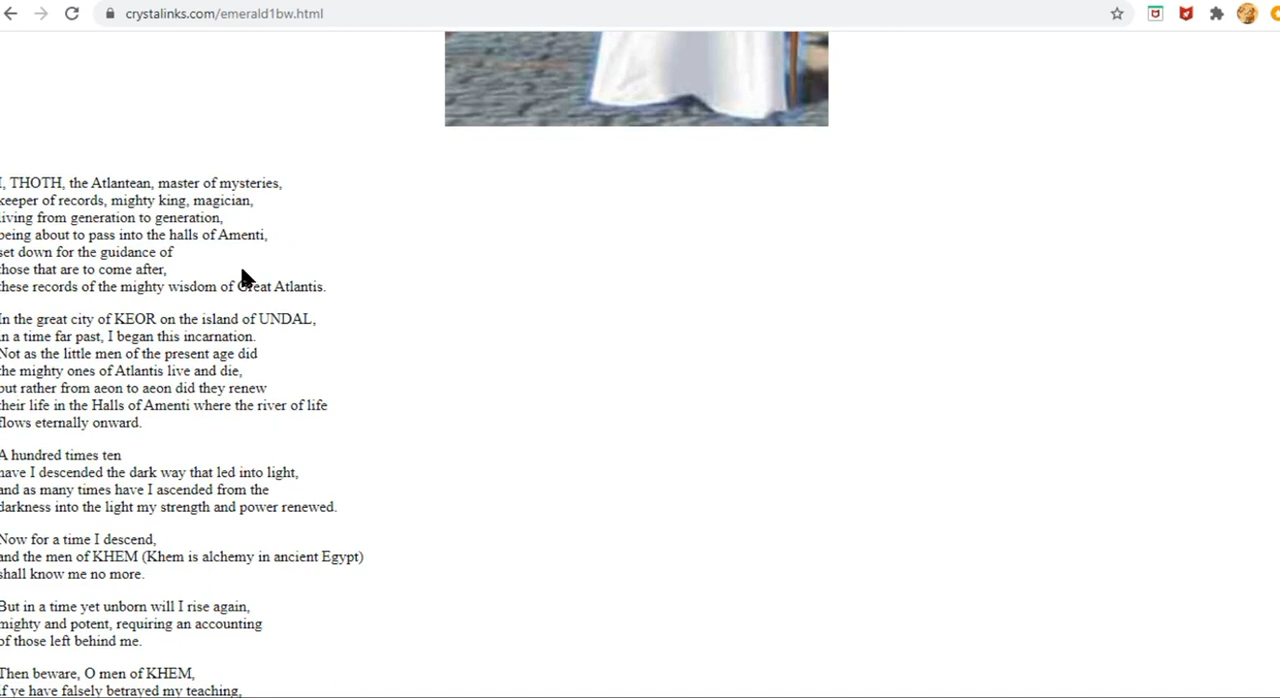 crystalinks.com/emerald1bw.html
I, THOTH, the Atlantean, master of mysteries,
keeper of records, mighty king, magician,
living from generation to generation,
being about to pass into the halls of Amenti,
set down for the guidance of
those that are to come after,
these records of the mighty wisdom of Great Atlantis.
In the great city of KEOR on the island of UNDAL,
in a time far past, I began this incarnation.
Not as the little men of the present age did
the mighty ones of Atlantis live and die,
but rather from aeon to aeon did they renew
their life in the Halls of Amenti where the river of life
flows eternally onward.
A hundred times ten
have I descended the dark way that led into light,
and as many times have I ascended from the
darkness into the light my strength and power renewed.
Now for a time I descend,
and the men of KHEM (Khem is alchemy in ancient Egypt)
shall know me no more.
But in a time yet unborn will I rise again,
mighty and potent, requiring an accounting
of those left behind me.
Then beware, O men of KHEM,
if ye have falsely betrayed my teaching,